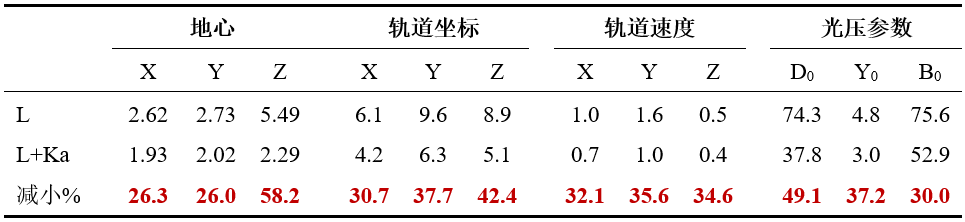 地心 轨道坐标 轨道速度 光压参数
X Y Z X Y Z X Y Z D₀ Y₀ B₀
L 2.62 2.73 5.49 6.1 9.6 8.9 1.0 1.6 0.5 74.3 4.8 75.6
L+Ka 1.93 2.02 2.29 4.2 6.3 5.1 0.7 1.0 0.4 37.8 3.0 52.9
减小% 26.3 26.0 58.2 30.7 37.7 42.4 32.1 35.6 34.6 49.1 37.2 30.0